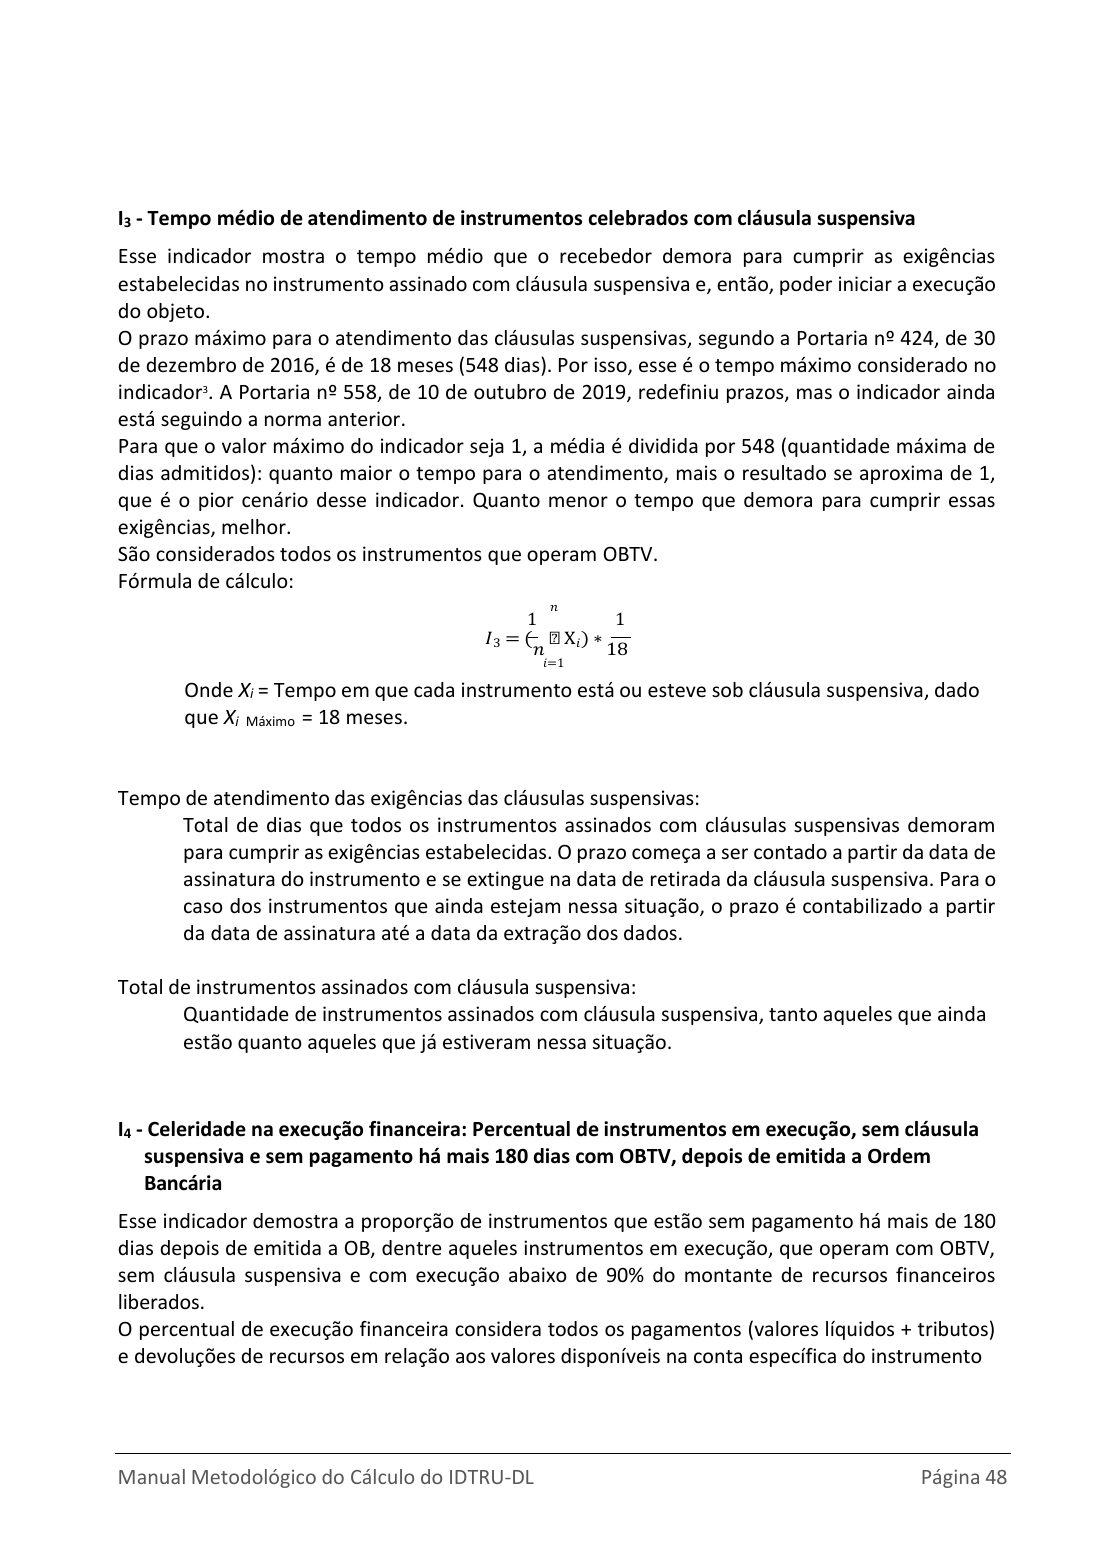 I3 - Tempo médio de atendimento de instrumentos celebrados com cláusula suspensiva
Esse indicador mostra o tempo médio que o recebedor demora para cumprir as exigências
estabelecidas no instrumento assinado com cláusula suspensiva e, então, poder iniciar a execução
do objeto.
O prazo máximo para o atendimento das cláusulas suspensivas, segundo a Portaria nº 424, de 30
de dezembro de 2016, é de 18 meses (548 dias). Por isso, esse é o tempo máximo considerado no
indicador³. A Portaria nº 558, de 10 de outubro de 2019, redefiniu prazos, mas o indicador ainda
está seguindo a norma anterior.
Para que o valor máximo do indicador seja 1, a média é dividida por 548 (quantidade máxima de
dias admitidos): quanto maior o tempo para o atendimento, mais o resultado se aproxima de 1,
que é o pior cenário desse indicador. Quanto menor o tempo que demora para cumprir essas
exigências, melhor.
São considerados todos os instrumentos que operam OBTV.
Fórmula de cálculo:
n
1 1
I3 = (— ⍰ Xi) ∗ —
n 18
i=1
Onde Xi = Tempo em que cada instrumento está ou esteve sob cláusula suspensiva, dado
que Xi Máximo = 18 meses.
Tempo de atendimento das exigências das cláusulas suspensivas:
Total de dias que todos os instrumentos assinados com cláusulas suspensivas demoram
para cumprir as exigências estabelecidas. O prazo começa a ser contado a partir da data de
assinatura do instrumento e se extingue na data de retirada da cláusula suspensiva. Para o
caso dos instrumentos que ainda estejam nessa situação, o prazo é contabilizado a partir
da data de assinatura até a data da extração dos dados.
Total de instrumentos assinados com cláusula suspensiva:
Quantidade de instrumentos assinados com cláusula suspensiva, tanto aqueles que ainda
estão quanto aqueles que já estiveram nessa situação.
I4 - Celeridade na execução financeira: Percentual de instrumentos em execução, sem cláusula
suspensiva e sem pagamento há mais 180 dias com OBTV, depois de emitida a Ordem
Bancária
Esse indicador demostra a proporção de instrumentos que estão sem pagamento há mais de 180
dias depois de emitida a OB, dentre aqueles instrumentos em execução, que operam com OBTV,
sem cláusula suspensiva e com execução abaixo de 90% do montante de recursos financeiros
liberados.
O percentual de execução financeira considera todos os pagamentos (valores líquidos + tributos)
e devoluções de recursos em relação aos valores disponíveis na conta específica do instrumento
Manual Metodológico do Cálculo do IDTRU-DL Página 48